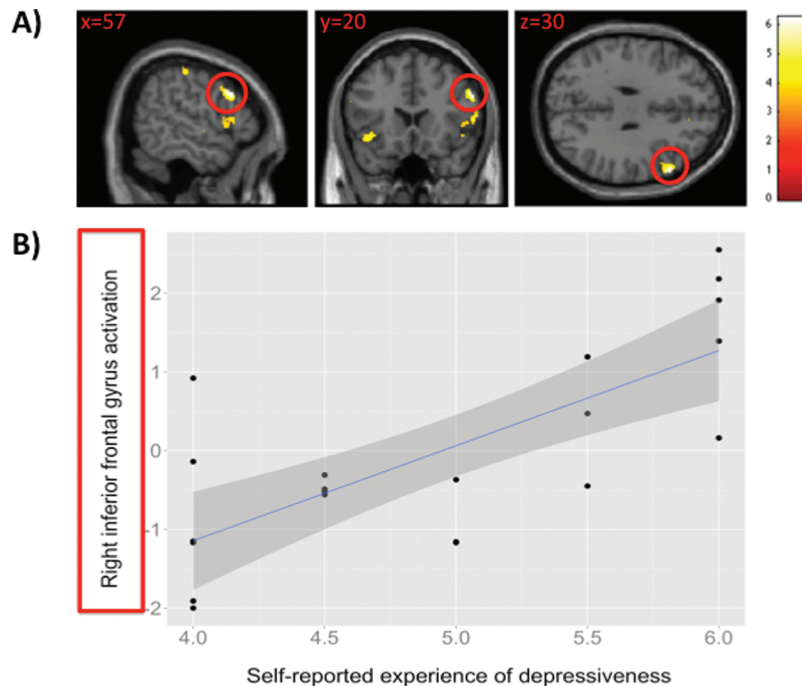 A)
x=57
y=20
z=30
6
5
4
3
2
1
0
B)
Right inferior frontal gyrus activation
2
1
0
-1
-2
4.0
4.5
5.0
5.5
6.0
Self-reported experience of depressiveness